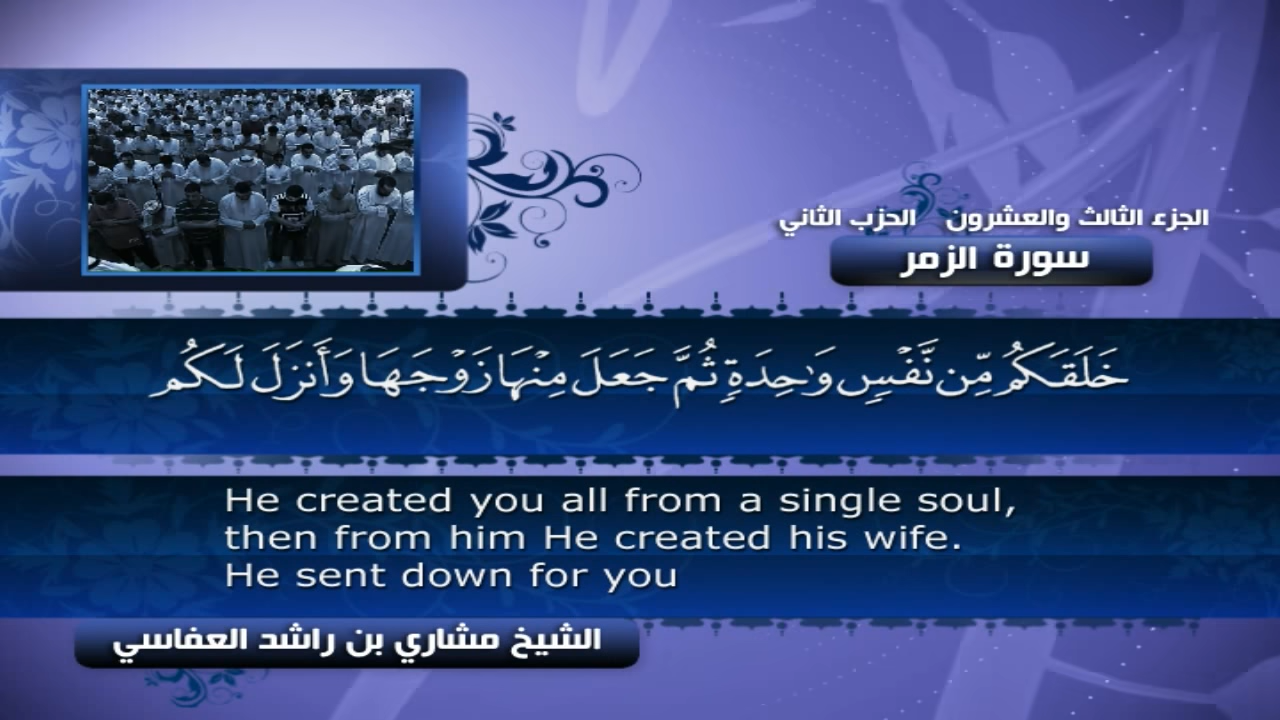 الجزء الثالث والعشرون الحزب الثاني
سورة الزمر
خَلَقَكُم مِّن نَّفْسٍ وَٰحِدَةٍ ثُمَّ جَعَلَ مِنْهَا زَوْجَهَا وَأَنزَلَ لَكُم
He created you all from a single soul,
then from him He created his wife.
He sent down for you
الشيخ مشاري بن راشد العفاسي